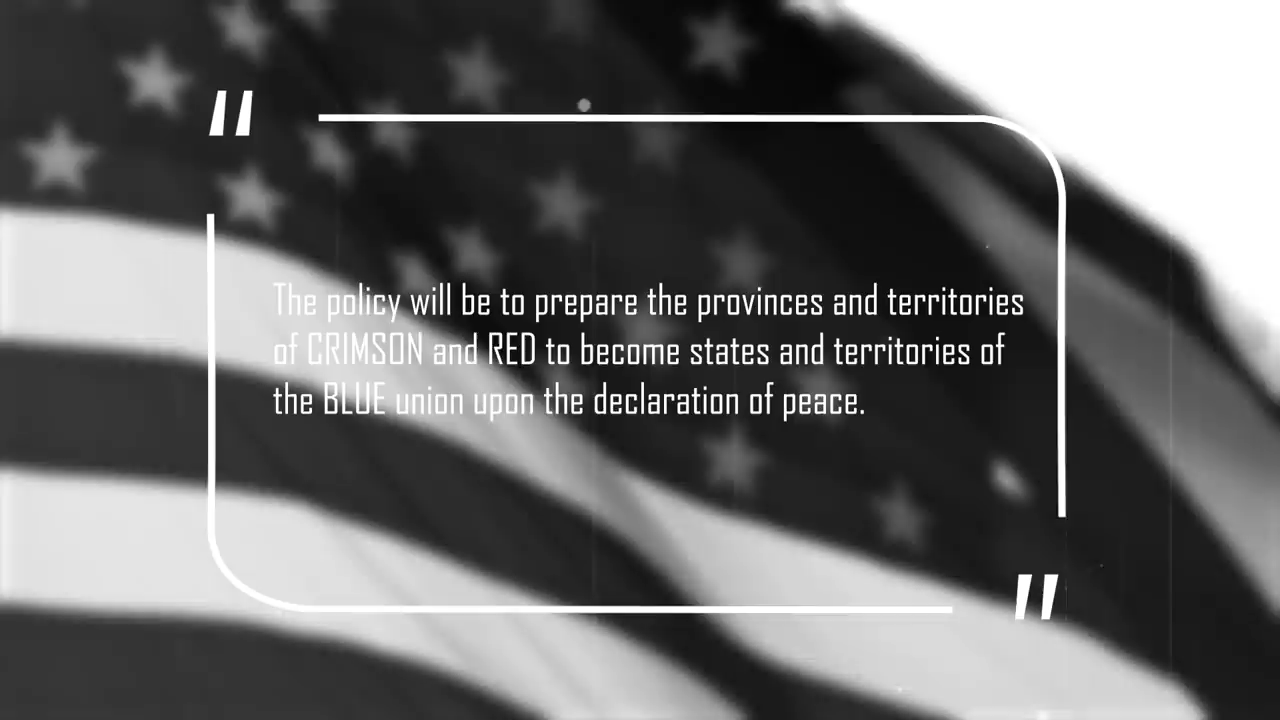 The policy will be to prepare the provinces and territories
of CRIMSON and RED to become states and territories of
the BLUE union upon the declaration of peace.